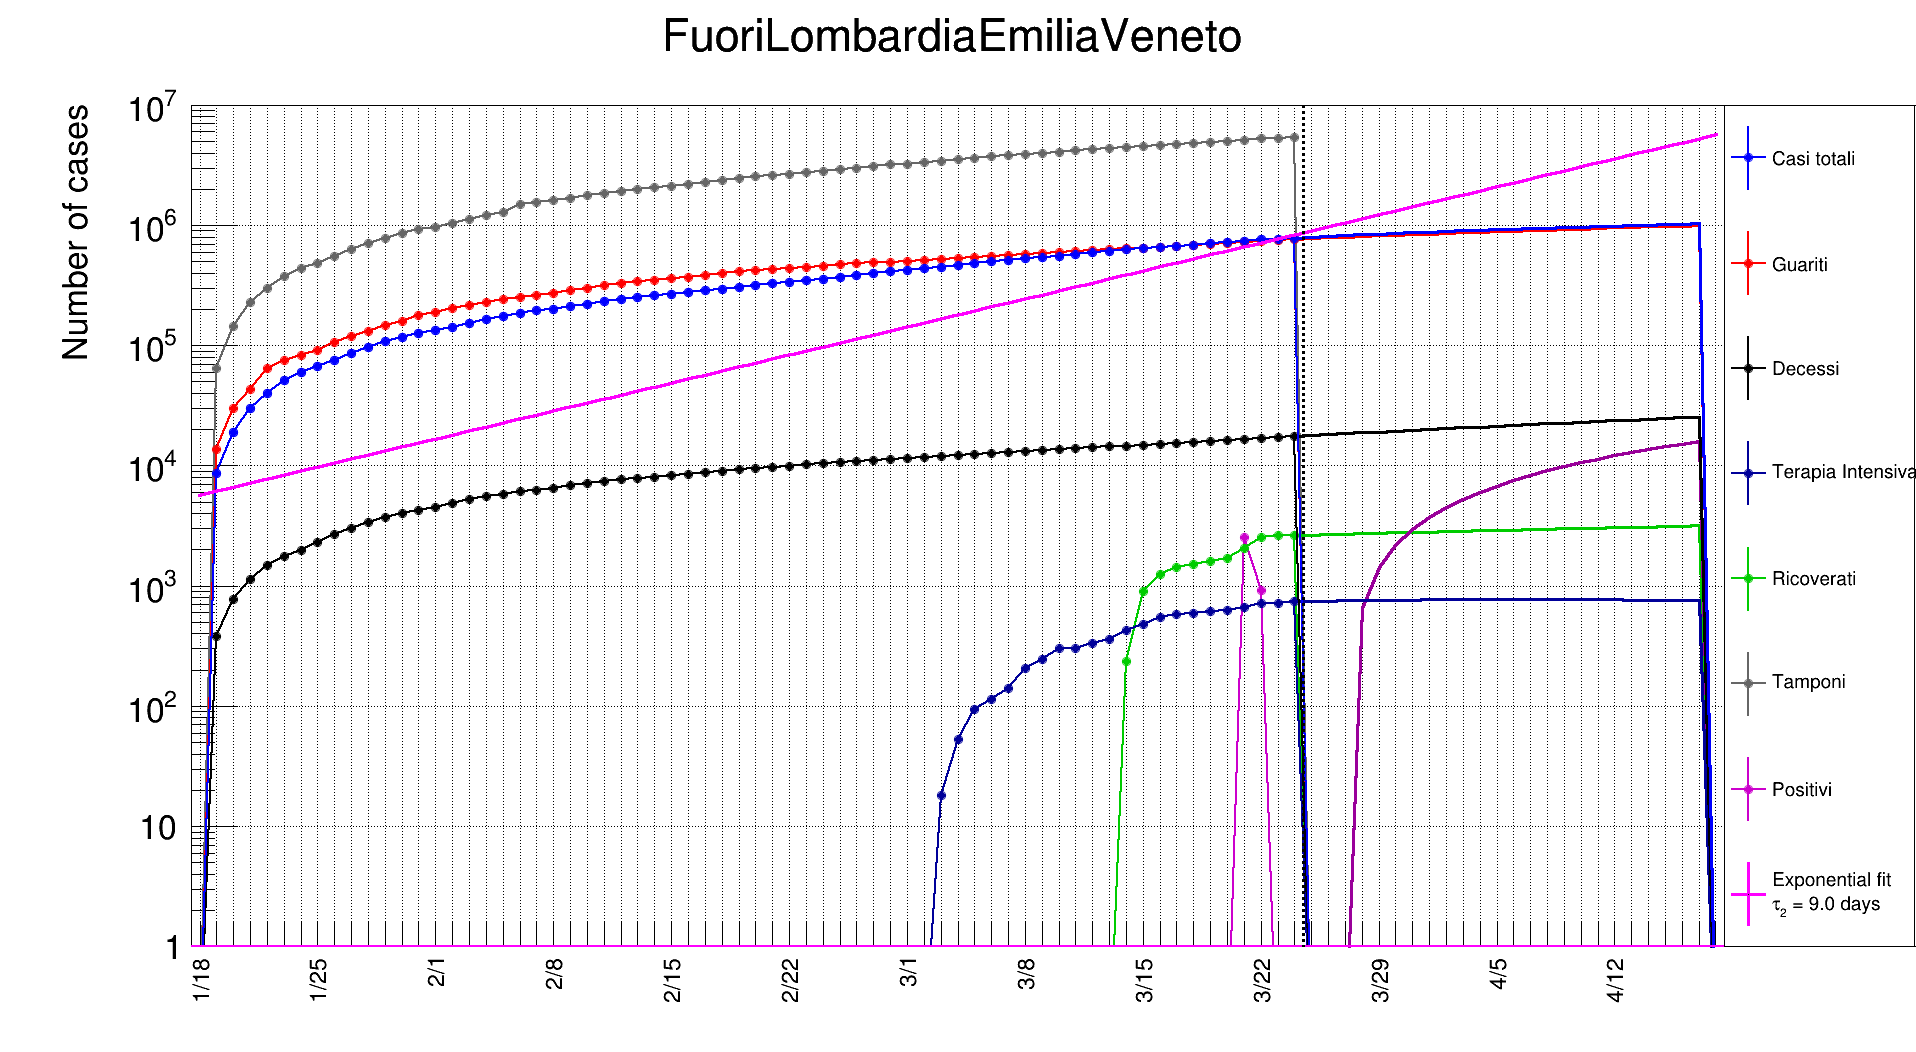 FuoriLombardiaEmiliaVeneto
Number of cases
10^7
10^6
10^5
10^4
10^3
10^2
10
1
1/18
1/25
2/1
2/8
2/15
2/22
3/1
3/8
3/15
3/22
3/29
4/5
4/12
Casi totali
Guariti
Decessi
Terapia Intensiva
Ricoverati
Tamponi
Positivi
Exponential fit
τ₂ = 9.0 days